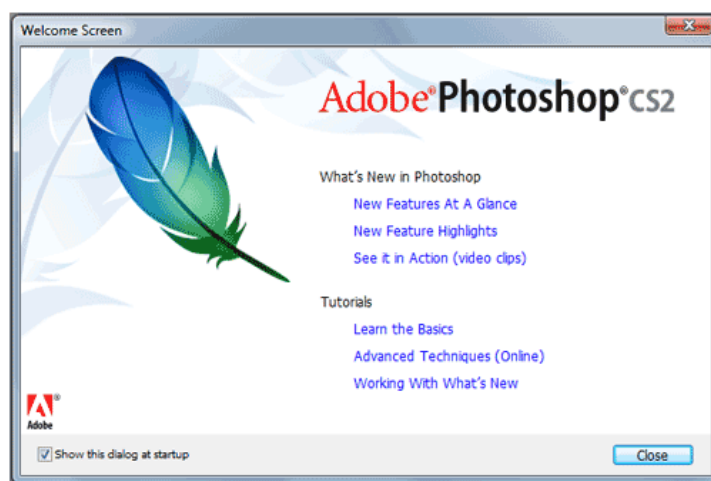 Welcome Screen
Adobe®Photoshop®CS2
What's New in Photoshop
New Features At A Glance
New Feature Highlights
See it in Action (video clips)
Tutorials
Learn the Basics
Advanced Techniques (Online)
Working With What's New
®
Adobe
Show this dialog at startup
Close